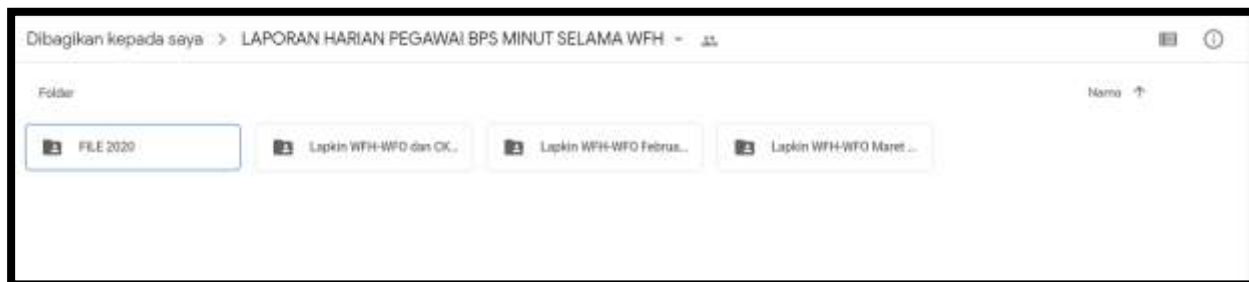 Dibagikan kepada saya > LAPORAN HARIAN PEGAWAI BPS MINUT SELAMA WFH
Folder Nama ↑
FILE 2020 Lapkin WFH-WFO dan CK... Lapkin WFH-WFO Februa... Lapkin WFH-WFO Maret ...